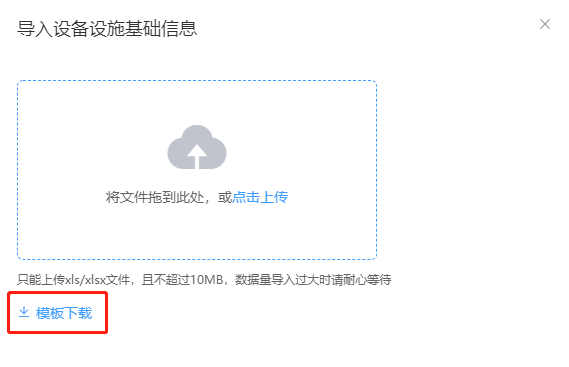 导入设备设施基础信息
将文件拖到此处，或点击上传
只能上传xls/xlsx文件，且不超过10MB，数据量导入过大时请耐心等待
模板下载